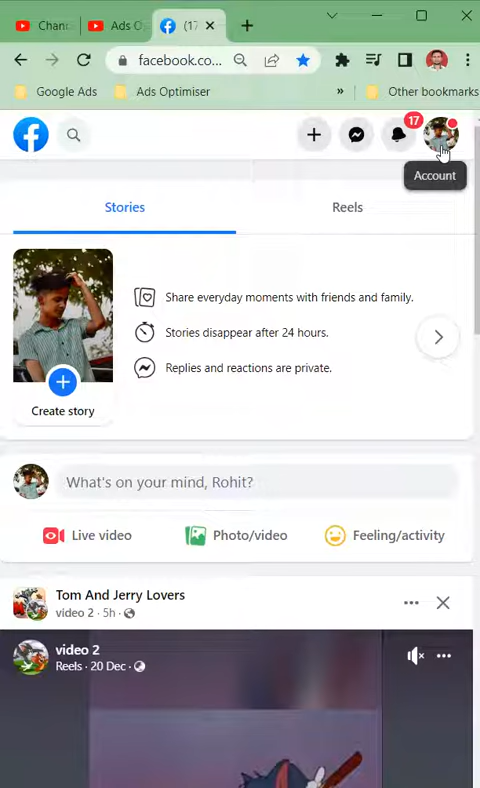 Chanc
Ads O
(17
facebook.co...
Google Ads
Ads Optimiser
»
Other bookmarks
17
Account
Stories
Reels
Share everyday moments with friends and family.
Stories disappear after 24 hours.
Replies and reactions are private.
Create story
What's on your mind, Rohit?
Live video
Photo/video
Feeling/activity
Tom And Jerry Lovers
video 2 · 5h ·
video 2
Reels · 20 Dec ·